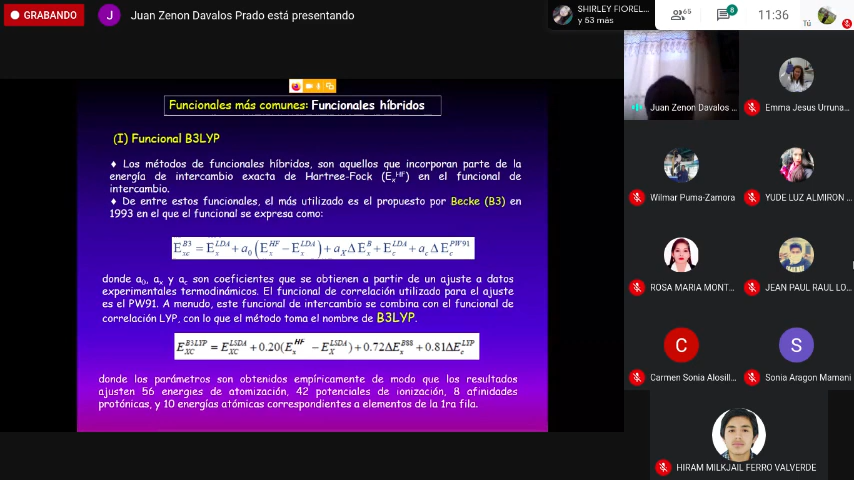 GRABANDO
J
Juan Zenon Davalos Prado está presentando
SHIRLEY FIOREL...
y 53 más
65
8
11:36
Tú
Funcionales más comunes: Funcionales híbridos
(I) Funcional B3LYP
♦ Los métodos de funcionales híbridos, son aquellos que incorporan parte de la
energía de intercambio exacta de Hartree-Fock (Eₓᴴᶠ) en el funcional de
intercambio.
♦ De entre estos funcionales, el más utilizado es el propuesto por Becke (B3) en
1993 en el que el funcional se expresa como:
E_xc^B3 = E_x^LDA + a_0 (E_x^HF − E_x^LDA) + a_X Δ E_x^B + E_c^LDA + a_c Δ E_c^PW91
donde a₀, aₓ y a꜀ son coeficientes que se obtienen a partir de un ajuste a datos
experimentales termodinámicos. El funcional de correlación utilizado para el ajuste
es el PW91. A menudo, este funcional de intercambio se combina con el funcional de
correlación LYP, con lo que el método toma el nombre de B3LYP.
E_XC^B3LYP = E_XC^LSDA + 0.20(E_x^HF − E_X^LSDA) + 0.72ΔE_x^B88 + 0.81ΔE_c^LYP
donde los parámetros son obtenidos empíricamente de modo que los resultados
ajusten 56 energies de atomización, 42 potenciales de ionización, 8 afinidades
protónicas, y 10 energías atómicas correspondientes a elementos de la 1ra fila.
Juan Zenon Davalos ...
Emma Jesus Urruna...
Wilmar Puma-Zamora
YUDE LUZ ALMIRON ...
ROSA MARIA MONT...
JEAN PAUL RAUL LO...
C
S
Carmen Sonia Alosill...
Sonia Aragon Mamani
HIRAM MILKJAIL FERRO VALVERDE